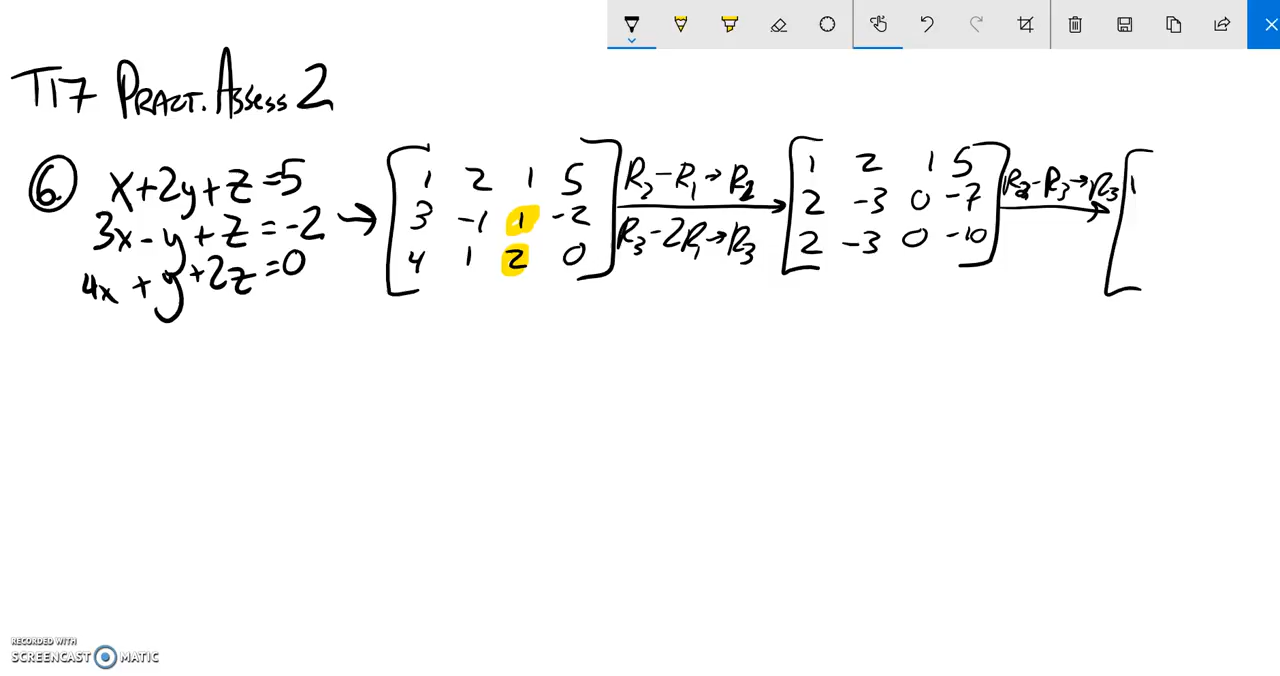 T17 PRACT. ASSESS 2
6. x+2y+z=5
3x-y+z=-2
4x+y+2z=0
→
1 2 1 5
3 -1 1 -2
4 1 2 0
R₂-R₁→R₂
R₃-2R₁→R₃
1 2 1 5
2 -3 0 -7
2 -3 0 -10
R₂-R₃→R₃
1
RECORDED WITH
SCREENCAST MATIC